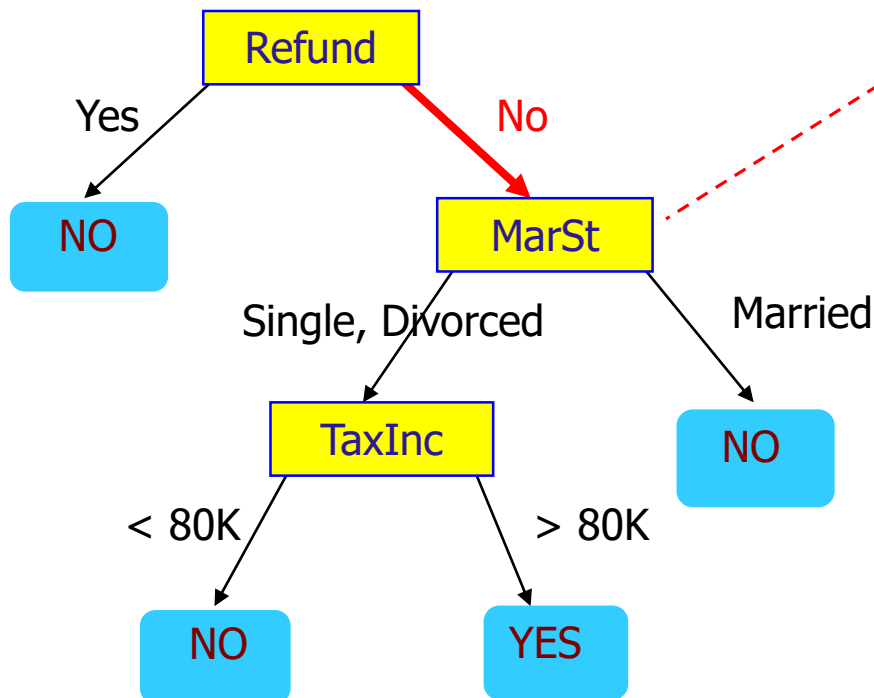 Refund
Yes
No
NO
MarSt
Single, Divorced
Married
TaxInc
NO
< 80K
> 80K
NO
YES